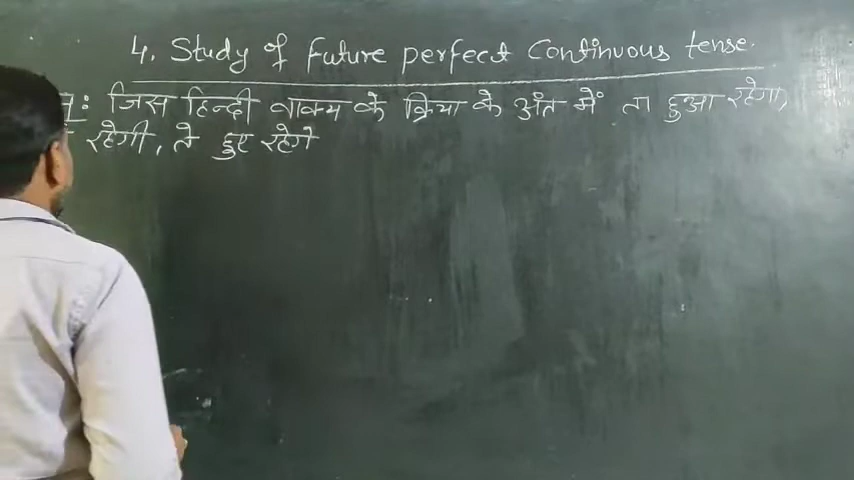 4. Study of future perfect continuous tense.
: जिस हिन्दी वाक्य के क्रिया के अंत में ता हुआ रहेगा,
रहेगी, ते हुए रहेगे